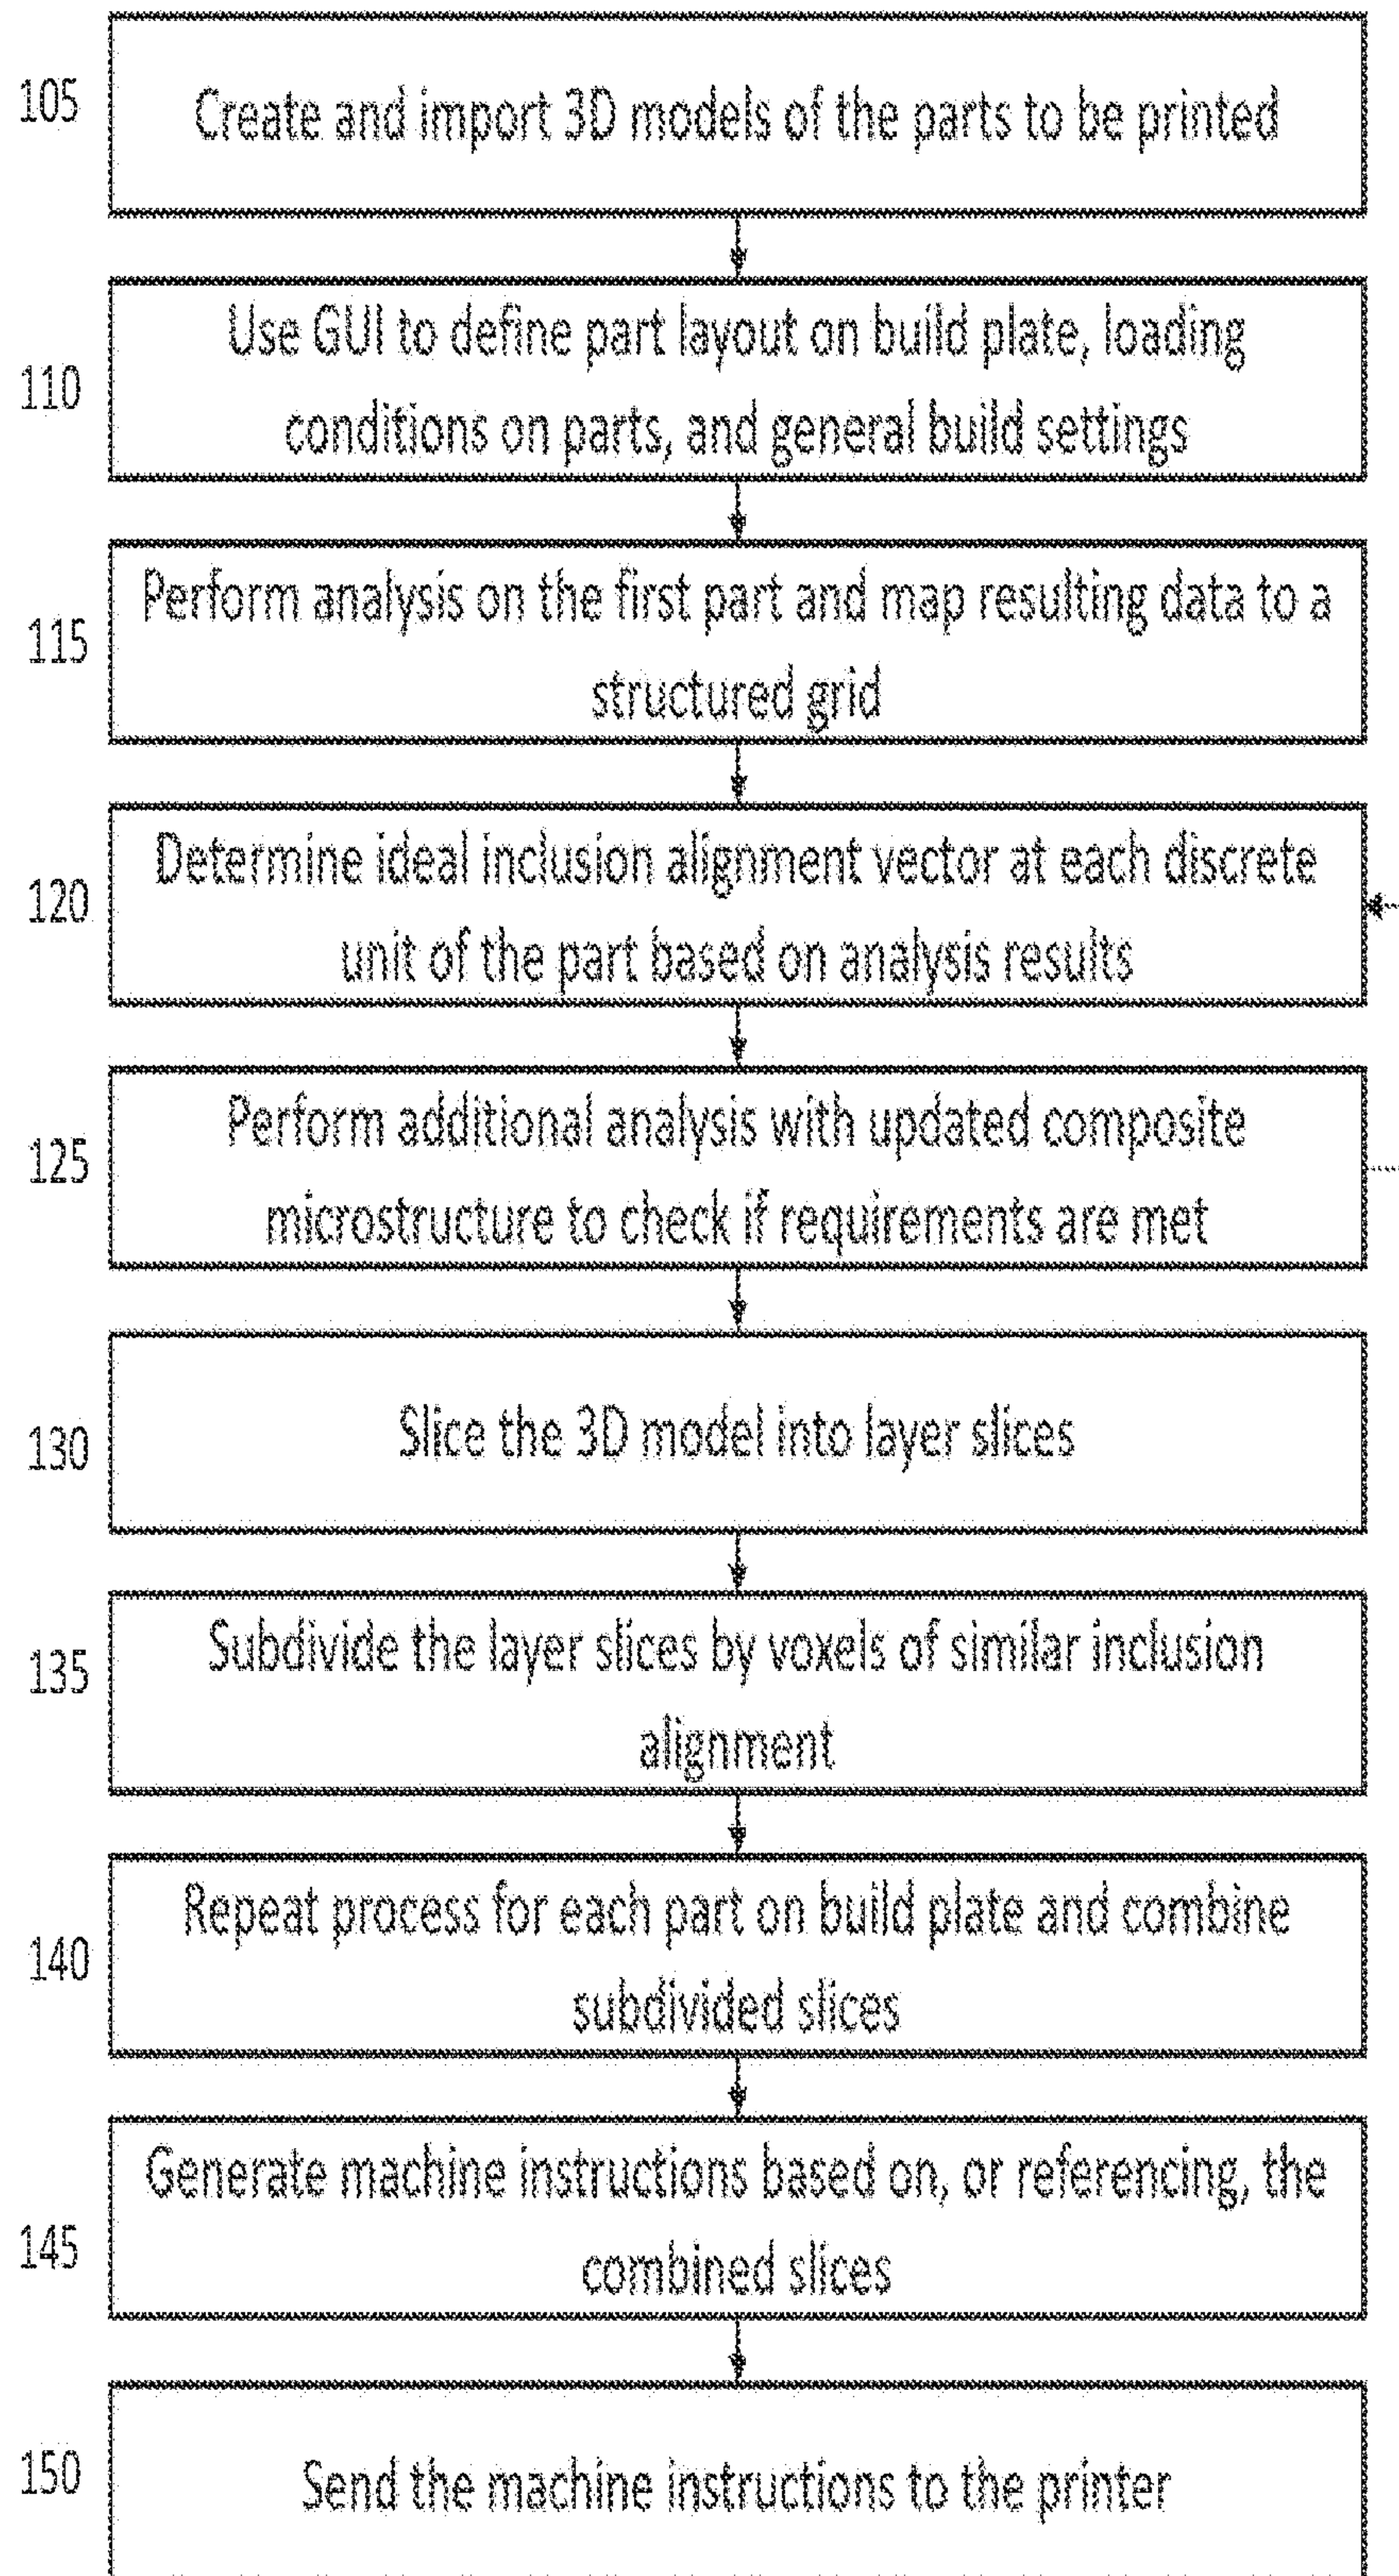 105
Create and import 3D models of the parts to be printed
110
Use GUI to define part layout on build plate, loading
conditions on parts, and general build settings
115
Perform analysis on the first part and map resulting data to a
structured grid
120
Determine ideal inclusion alignment vector at each discrete
unit of the part based on analysis results
125
Perform additional analysis with updated composite
microstructure to check if requirements are met
130
Slice the 3D model into layer slices
135
Subdivide the layer slices by voxels of similar inclusion
alignment
140
Repeat process for each part on build plate and combine
subdivided slices
145
Generate machine instructions based on, or referencing, the
combined slices
150
Send the machine instructions to the printer